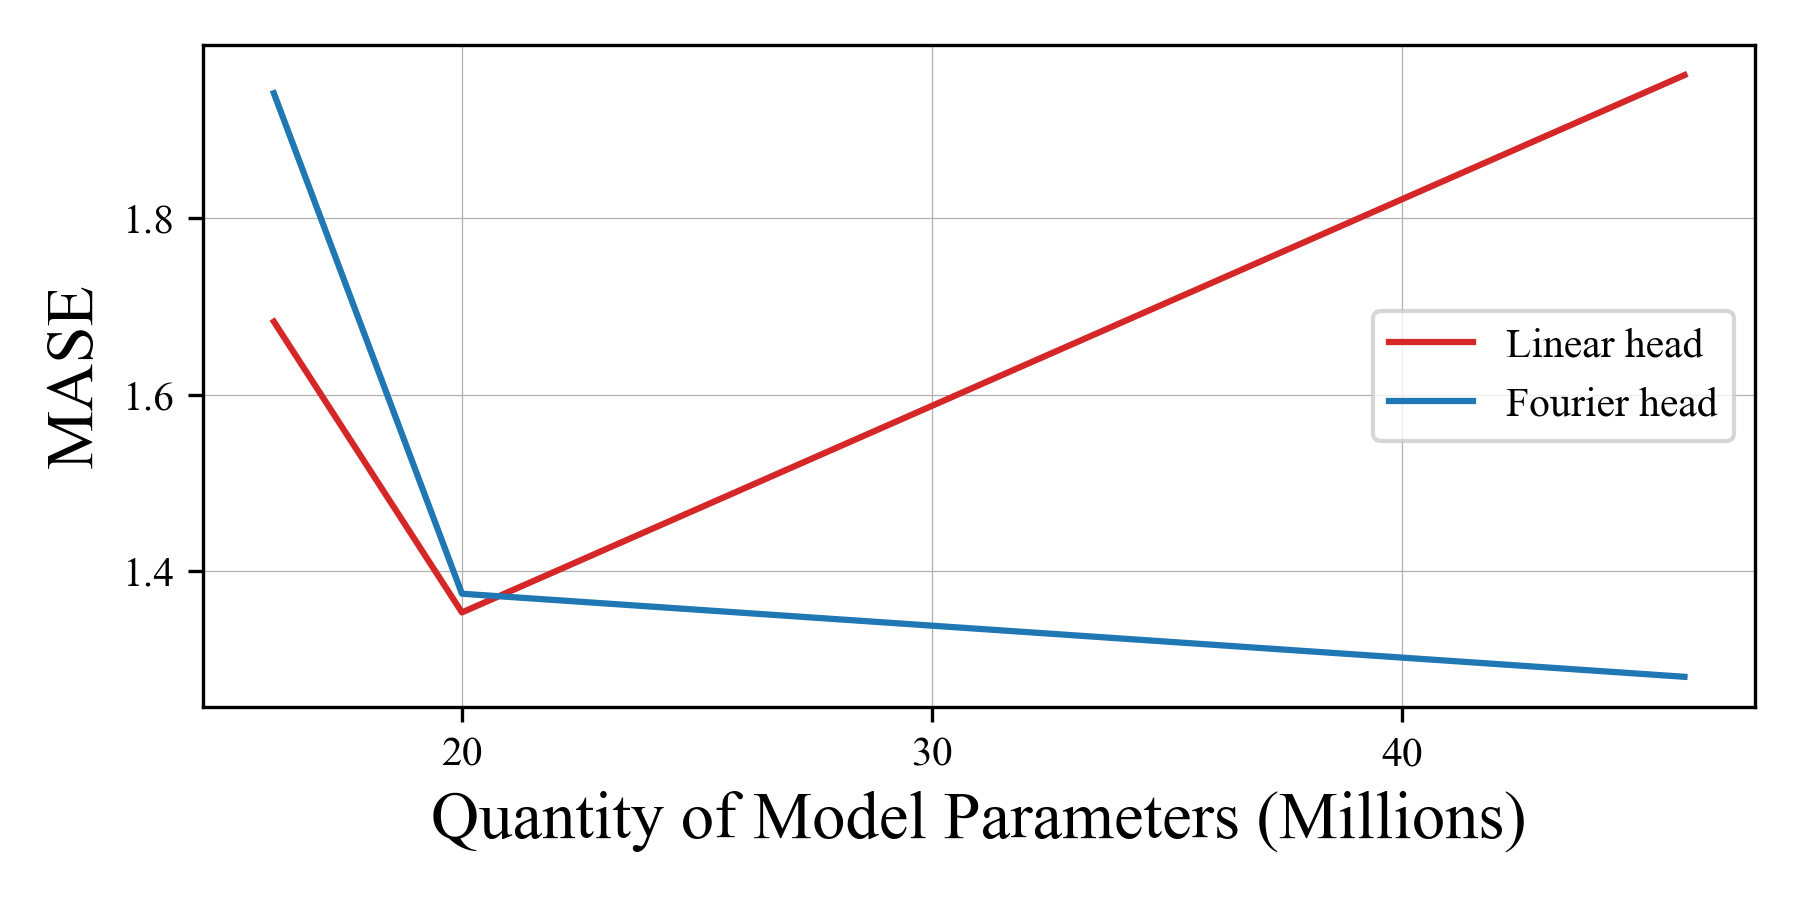 1.8
1.6
1.4
MASE
Linear head
Fourier head
20 30 40
Quantity of Model Parameters (Millions)